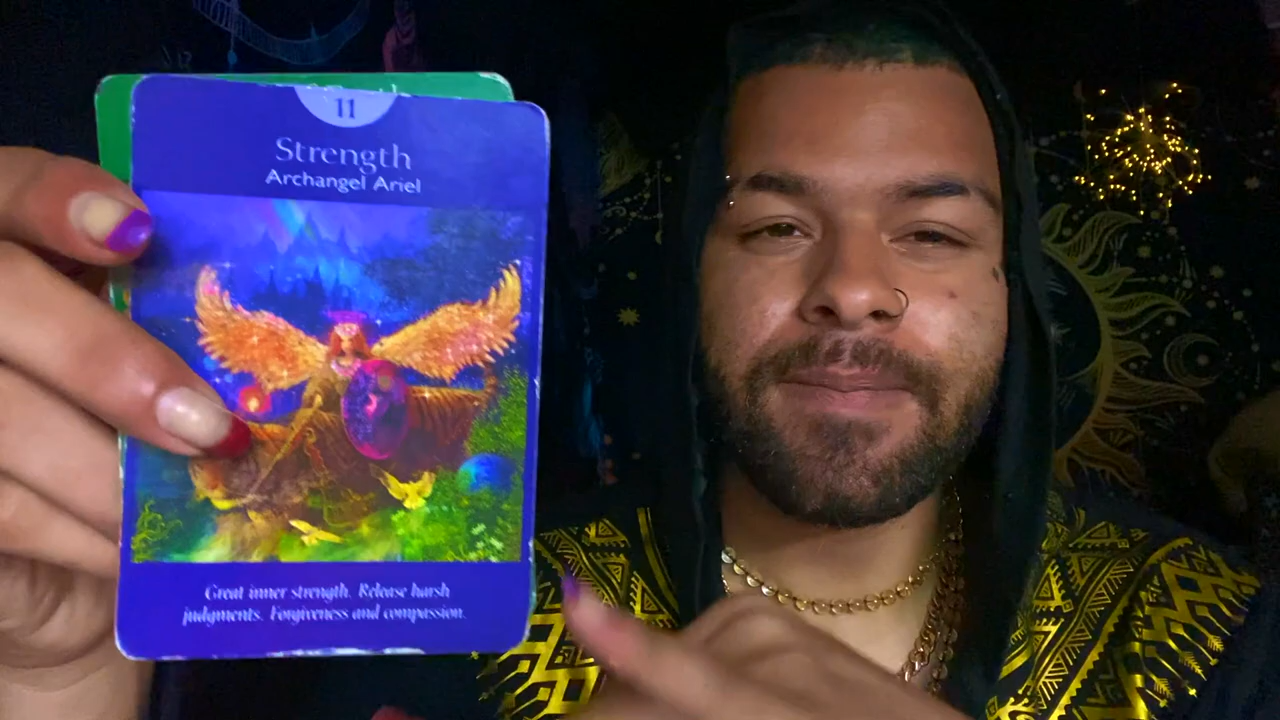 11
Strength
Archangel Ariel
Great inner strength. Release harsh
judgments. Forgiveness and compassion.